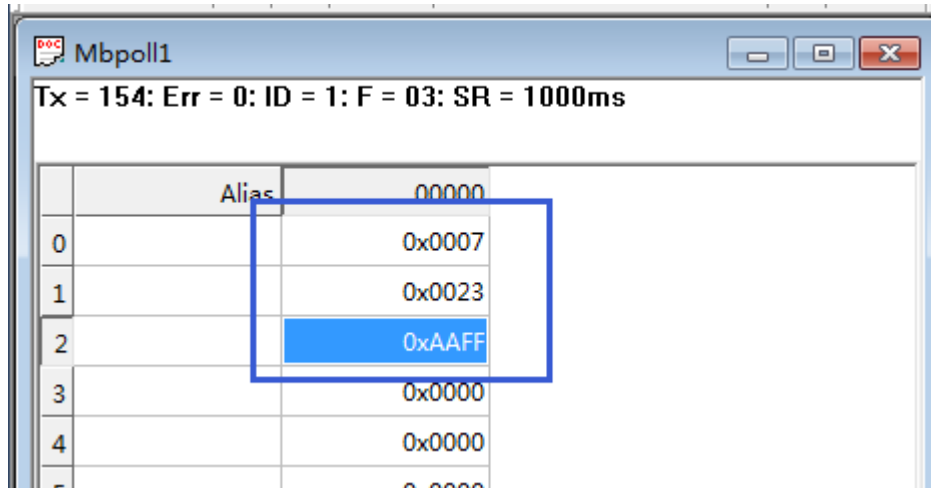 Mbpoll1
Tx = 154: Err = 0: ID = 1: F = 03: SR = 1000ms
Alias 00000
0 0x0007
1 0x0023
2 0xAAFF
3 0x0000
4 0x0000